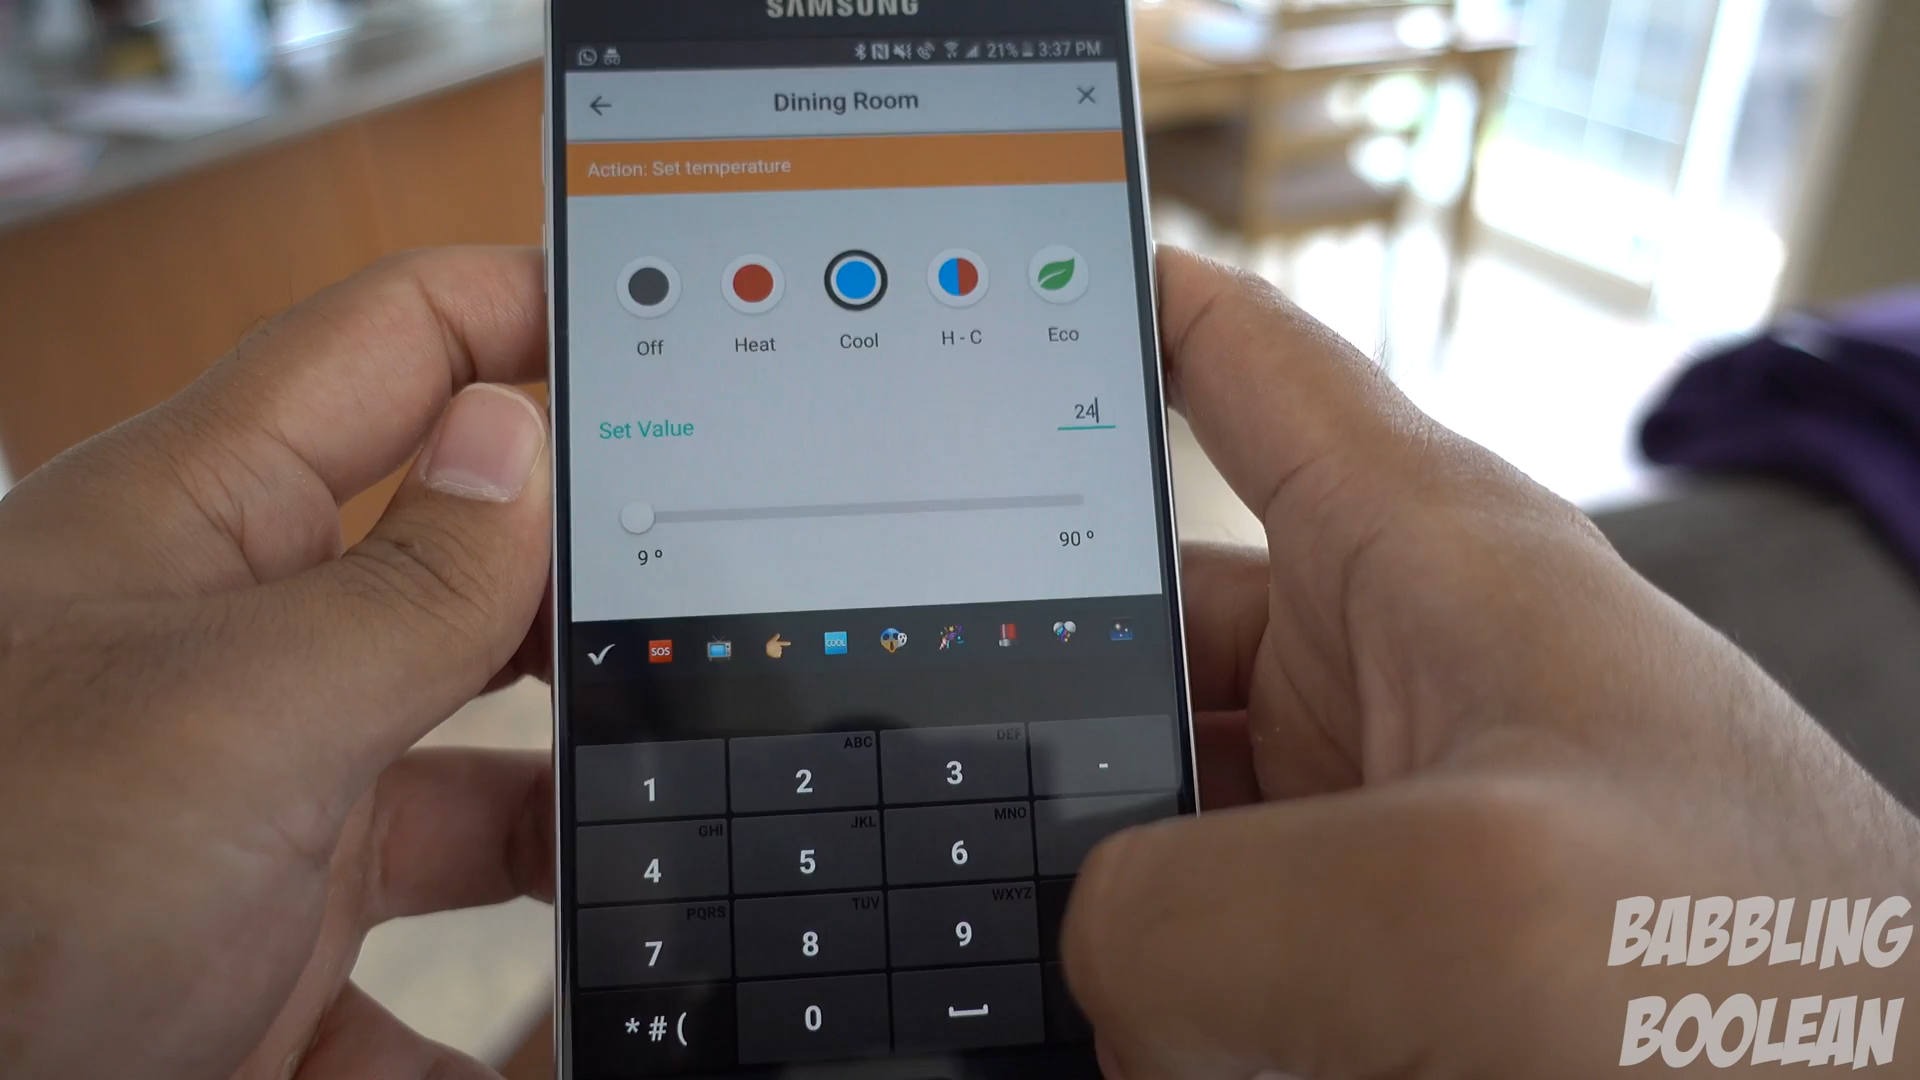 SAMSUNG
21% 3:37 PM
Dining Room
Action: Set temperature
Off Heat Cool H - C Eco
Set Value 24
9 º 90 º
SOS COOL
1 2 ABC 3 DEF -
4 GHI 5 JKL 6 MNO
7 PQRS 8 TUV 9 WXYZ
*#( 0
BABBLING
BOOLEAN